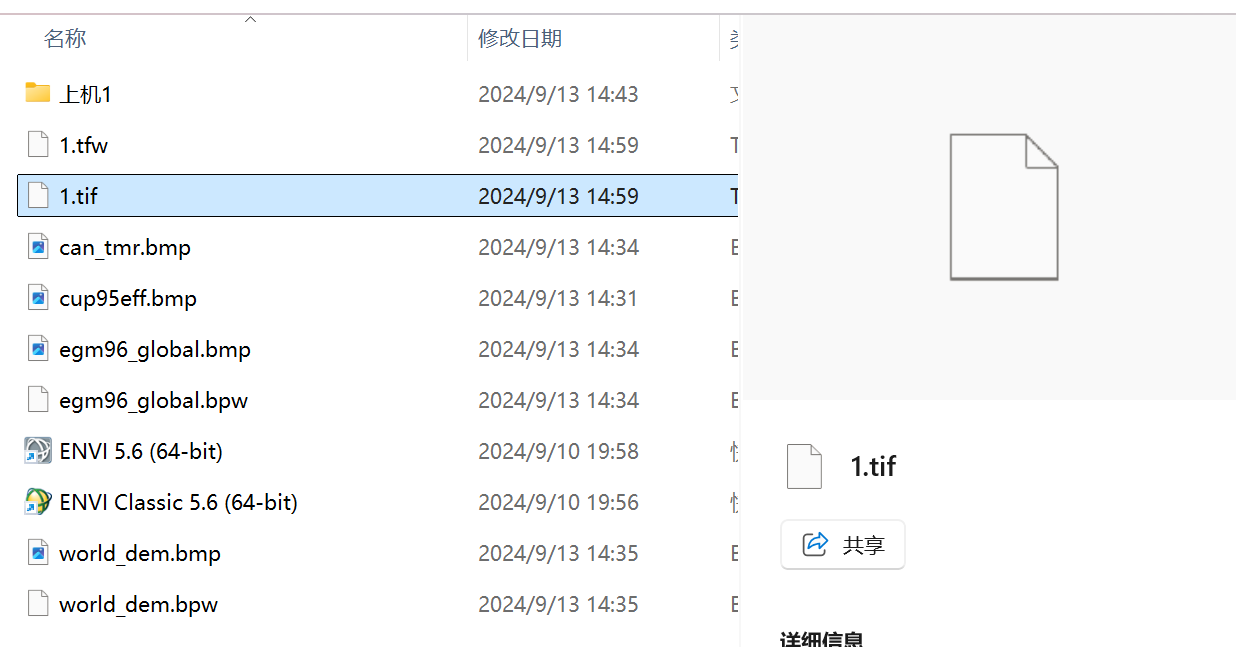 名称 修改日期
上机1 2024/9/13 14:43
1.tfw 2024/9/13 14:59
1.tif 2024/9/13 14:59
can_tmr.bmp 2024/9/13 14:34
cup95eff.bmp 2024/9/13 14:31
egm96_global.bmp 2024/9/13 14:34
egm96_global.bpw 2024/9/13 14:34
ENVI 5.6 (64-bit) 2024/9/10 19:58
ENVI Classic 5.6 (64-bit) 2024/9/10 19:56
world_dem.bmp 2024/9/13 14:35
world_dem.bpw 2024/9/13 14:35
1.tif
共享
详细信息